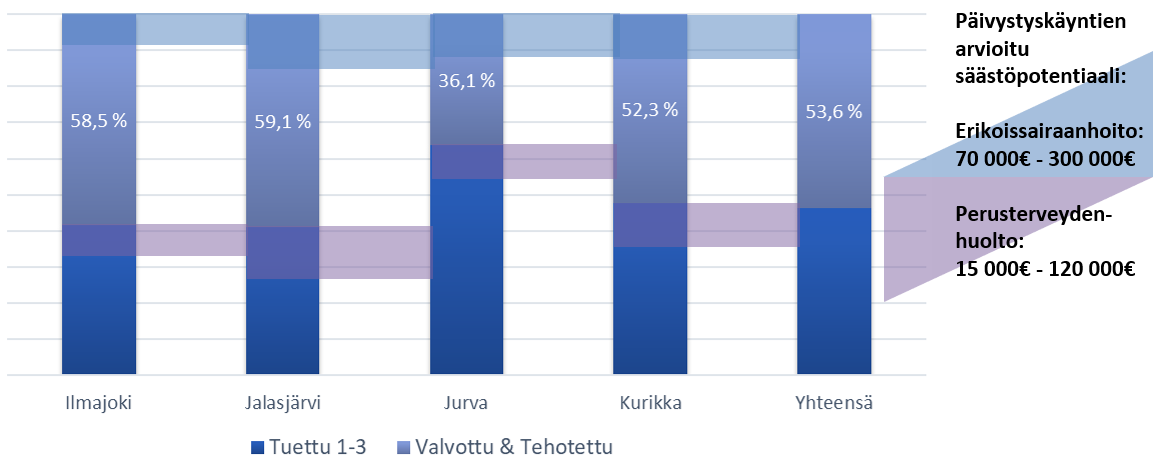 58,5 %
59,1 %
36,1 %
52,3 %
53,6 %
Ilmajoki
Jalasjärvi
Jurva
Kurikka
Yhteensä
Tuettu 1-3
Valvottu & Tehotettu
Päivystyskäyntien
arvioitu
säästöpotentiaali:
Erikoissairaanhoito:
70 000€ - 300 000€
Perusterveyden-
huolto:
15 000€ - 120 000€